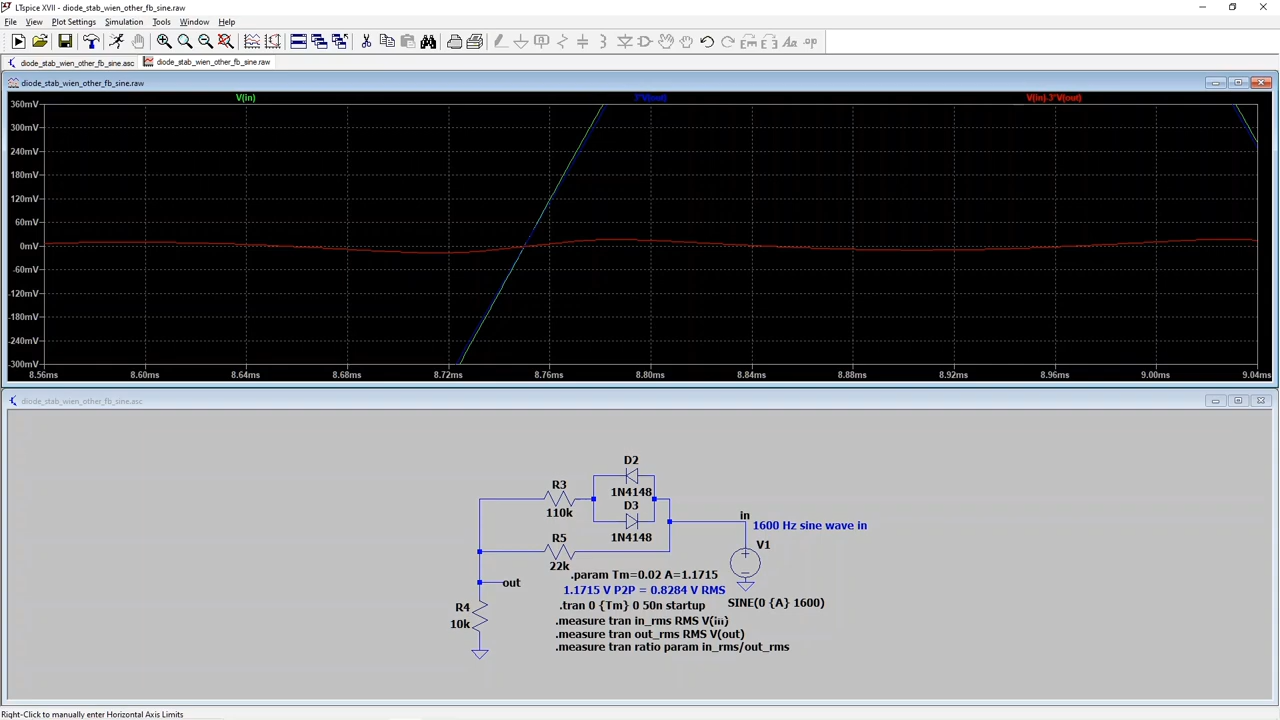 LTspice XVII - diode_stab_wien_other_fb_sine.raw
File View Plot Settings Simulation Tools Window Help
diode_stab_wien_other_fb_sine.asc diode_stab_wien_other_fb_sine.raw
diode_stab_wien_other_fb_sine.raw
V(in) 3*V(out) V(in)-3*V(out)
360mV
300mV
240mV
180mV
120mV
60mV
0mV
-60mV
-120mV
-180mV
-240mV
-300mV
8.56ms 8.60ms 8.64ms 8.68ms 8.72ms 8.76ms 8.80ms 8.84ms 8.88ms 8.92ms 8.96ms 9.00ms 9.04ms
diode_stab_wien_other_fb_sine.asc
D2
R3
1N4148
110k
D3
in
1600 Hz sine wave in
R5
1N4148
V1
22k
.param Tm=0.02 A=1.1715
out
1.1715 V P2P = 0.8284 V RMS
SINE(0 {A} 1600)
R4
.tran 0 {Tm} 0 50n startup
10k
.measure tran in_rms RMS V(in)
.measure tran out_rms RMS V(out)
.measure tran ratio param in_rms/out_rms
Right-Click to manually enter Horizontal Axis Limits